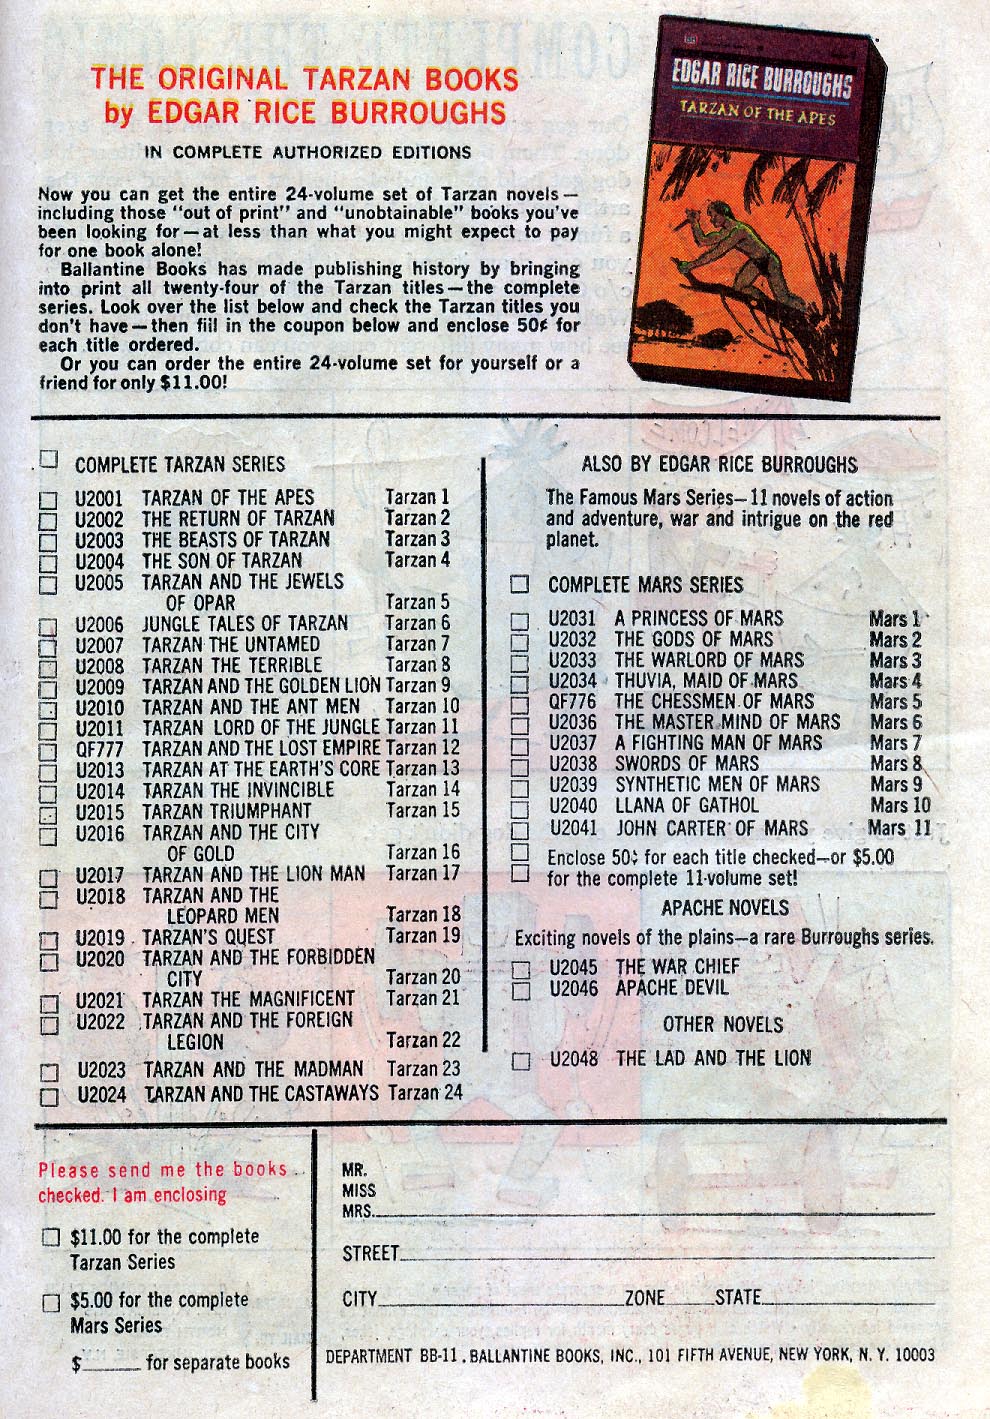 THE ORIGINAL TARZAN BOOKS
by EDGAR RICE BURROUGHS
IN COMPLETE AUTHORIZED EDITIONS
Now you can get the entire 24-volume set of Tarzan novels—
including those "out of print" and "unobtainable" books you've
been looking for—at less than what you might expect to pay
for one book alone!
Ballantine Books has made publishing history by bringing
into print all twenty-four of the Tarzan titles—the complete
series. Look over the list below and check the Tarzan titles you
don't have—then fill in the coupon below and enclose 50¢ for
each title ordered.
Or you can order the entire 24-volume set for yourself or a
friend for only $11.00!
EDGAR RICE BURROUGHS
TARZAN OF THE APES
COMPLETE TARZAN SERIES
U2001 TARZAN OF THE APES Tarzan 1
U2002 THE RETURN OF TARZAN Tarzan 2
U2003 THE BEASTS OF TARZAN Tarzan 3
U2004 THE SON OF TARZAN Tarzan 4
U2005 TARZAN AND THE JEWELS
OF OPAR Tarzan 5
U2006 JUNGLE TALES OF TARZAN Tarzan 6
U2007 TARZAN THE UNTAMED Tarzan 7
U2008 TARZAN THE TERRIBLE Tarzan 8
U2009 TARZAN AND THE GOLDEN LION Tarzan 9
U2010 TARZAN AND THE ANT MEN Tarzan 10
U2011 TARZAN LORD OF THE JUNGLE Tarzan 11
QF777 TARZAN AND THE LOST EMPIRE Tarzan 12
U2013 TARZAN AT THE EARTH'S CORE Tarzan 13
U2014 TARZAN THE INVINCIBLE Tarzan 14
U2015 TARZAN TRIUMPHANT Tarzan 15
U2016 TARZAN AND THE CITY
OF GOLD Tarzan 16
U2017 TARZAN AND THE LION MAN Tarzan 17
U2018 TARZAN AND THE
LEOPARD MEN Tarzan 18
U2019 TARZAN'S QUEST Tarzan 19
U2020 TARZAN AND THE FORBIDDEN
CITY Tarzan 20
U2021 TARZAN THE MAGNIFICENT Tarzan 21
U2022 TARZAN AND THE FOREIGN
LEGION Tarzan 22
U2023 TARZAN AND THE MADMAN Tarzan 23
U2024 TARZAN AND THE CASTAWAYS Tarzan 24
ALSO BY EDGAR RICE BURROUGHS
The Famous Mars Series—11 novels of action
and adventure, war and intrigue on the red
planet.
COMPLETE MARS SERIES
U2031 A PRINCESS OF MARS Mars 1
U2032 THE GODS OF MARS Mars 2
U2033 THE WARLORD OF MARS Mars 3
U2034 THUVIA, MAID OF MARS Mars 4
QF776 THE CHESSMEN OF MARS Mars 5
U2036 THE MASTER MIND OF MARS Mars 6
U2037 A FIGHTING MAN OF MARS Mars 7
U2038 SWORDS OF MARS Mars 8
U2039 SYNTHETIC MEN OF MARS Mars 9
U2040 LLANA OF GATHOL Mars 10
U2041 JOHN CARTER OF MARS Mars 11
Enclose 50¢ for each title checked—or $5.00
for the complete 11-volume set!
APACHE NOVELS
Exciting novels of the plains—a rare Burroughs series.
U2045 THE WAR CHIEF
U2046 APACHE DEVIL
OTHER NOVELS
U2048 THE LAD AND THE LION
Please send me the books
checked. I am enclosing
$11.00 for the complete
Tarzan Series
$5.00 for the complete
Mars Series
$______ for separate books
MR.
MISS
MRS.
STREET
CITY ZONE STATE
DEPARTMENT BB-11, BALLANTINE BOOKS, INC., 101 FIFTH AVENUE, NEW YORK, N. Y. 10003